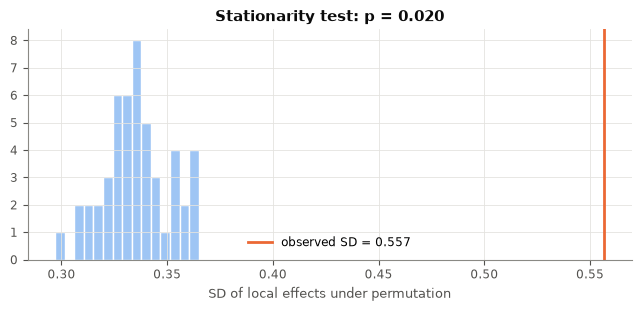 Stationarity test: p = 0.020
8
7
6
5
4
3
2
1
0
observed SD = 0.557
0.30 0.35 0.40 0.45 0.50 0.55
SD of local effects under permutation